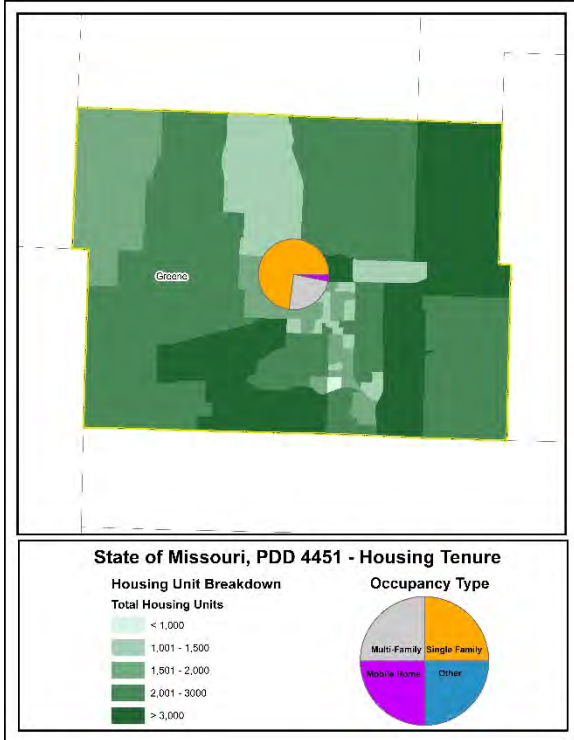 Greene
State of Missouri, PDD 4451 - Housing Tenure
Housing Unit Breakdown
Occupancy Type
Total Housing Units
< 1,000
1,001 - 1,500
1,501 - 2,000
2,001 - 3000
> 3,000
Multi-Family
Single Family
Mobile Home
Other